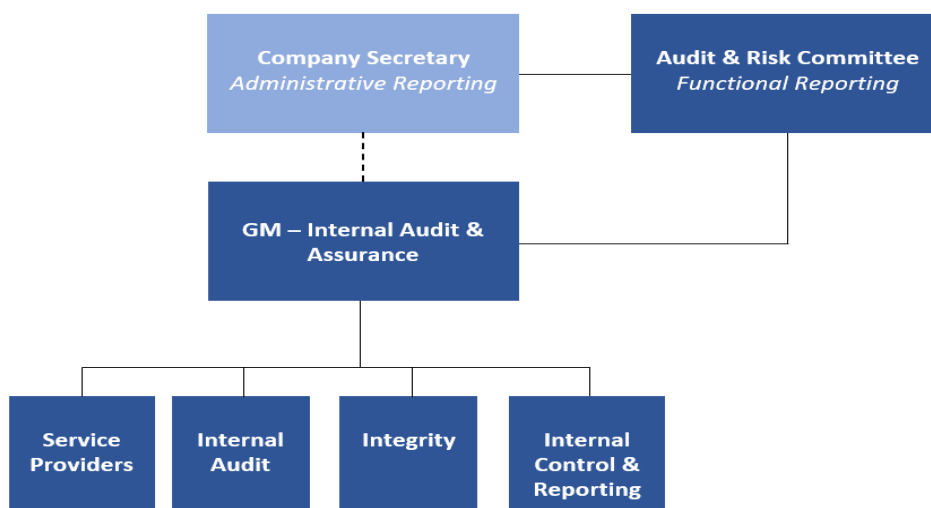 Company Secretary
Administrative Reporting
Audit & Risk Committee
Functional Reporting
GM – Internal Audit &
Assurance
Service
Providers
Internal
Audit
Integrity
Internal
Control &
Reporting